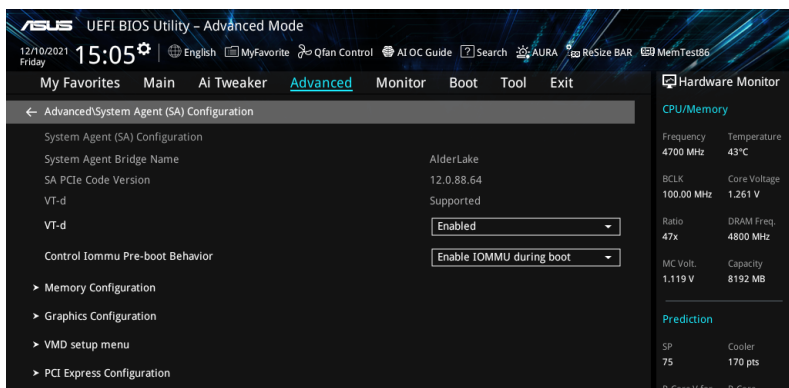 ASUS UEFI BIOS Utility – Advanced Mode
12/10/2021 Friday 15:05 English MyFavorite Qfan Control AI OC Guide ? Search AURA ReSize BAR MemTest86
My Favorites Main Ai Tweaker Advanced Monitor Boot Tool Exit
← Advanced\System Agent (SA) Configuration
System Agent (SA) Configuration
System Agent Bridge Name AlderLake
SA PCIe Code Version 12.0.88.64
VT-d Supported
VT-d Enabled
Control Iommu Pre-boot Behavior Enable IOMMU during boot
> Memory Configuration
> Graphics Configuration
> VMD setup menu
> PCI Express Configuration
Hardware Monitor
CPU/Memory
Frequency Temperature
4700 MHz 43°C
BCLK Core Voltage
100.00 MHz 1.261 V
Ratio DRAM Freq.
47x 4800 MHz
MC Volt. Capacity
1.119 V 8192 MB
Prediction
SP Cooler
75 170 pts